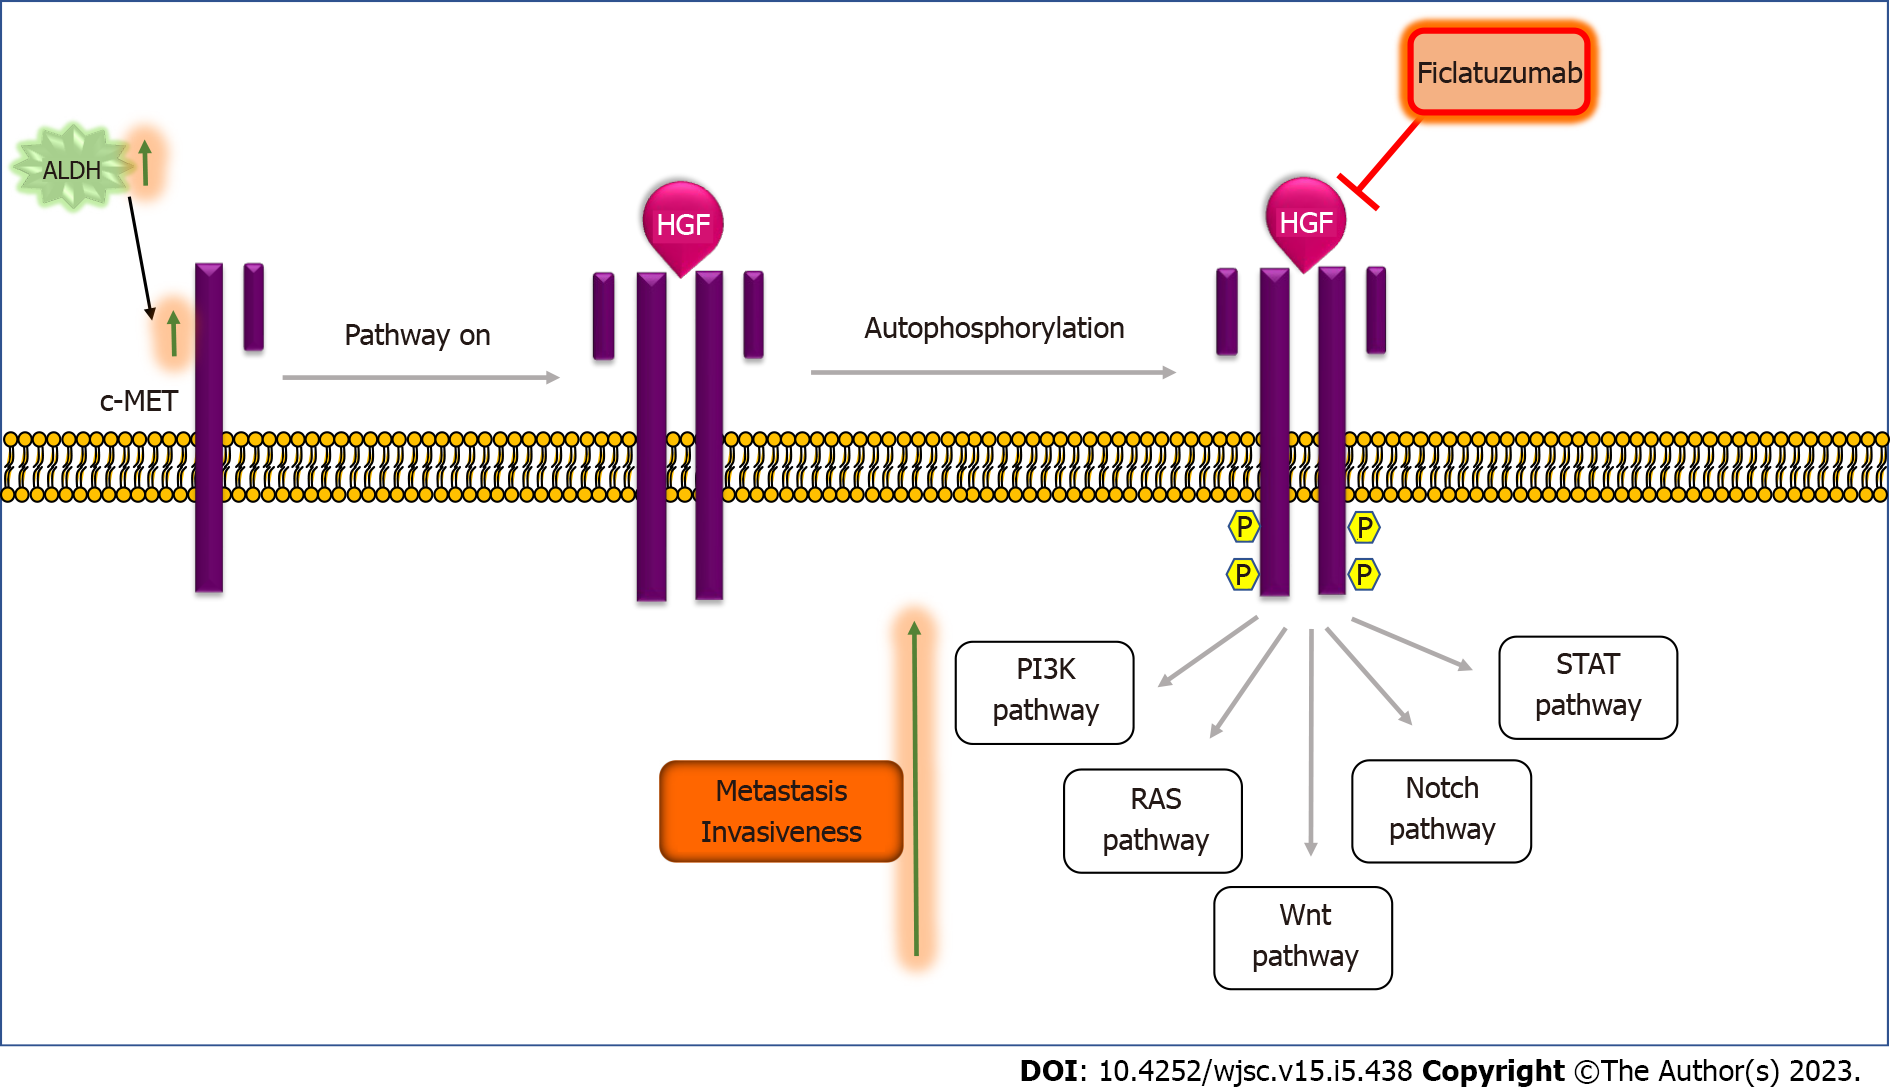 Ficlatuzumab
ALDH
HGF
HGF
Pathway on
Autophosphorylation
c-MET
P
P
P
P
PI3K
pathway
STAT
pathway
Metastasis
Invasiveness
RAS
pathway
Notch
pathway
Wnt
pathway
DOI: 10.4252/wjsc.v15.i5.438 Copyright ©The Author(s) 2023.